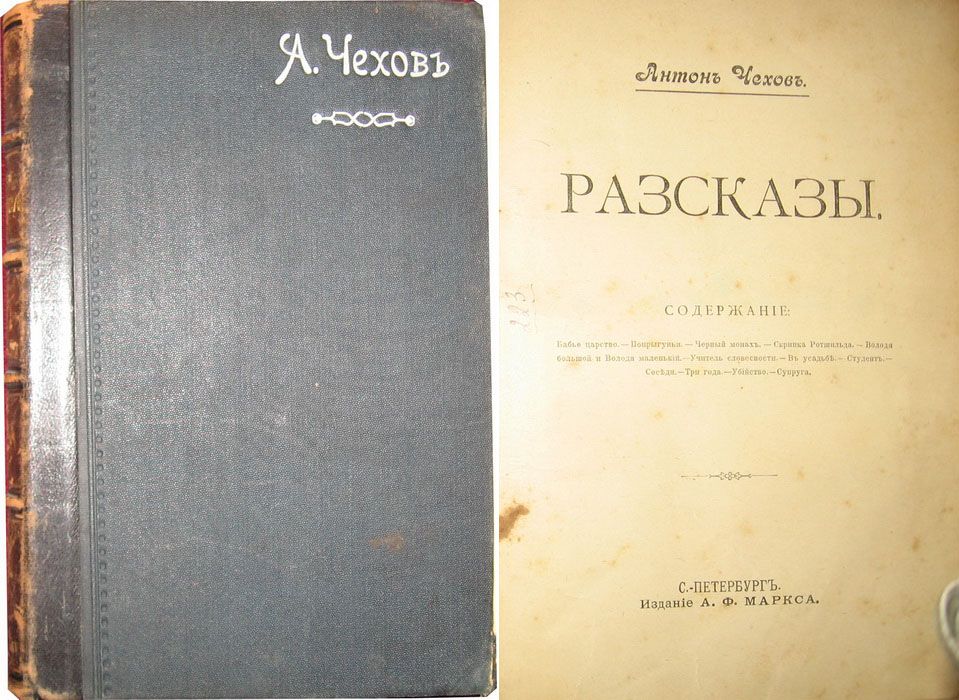 А. Чеховъ
Антонъ Чеховъ.
РАЗСКАЗЫ.
СОДЕРЖАНІЕ:
Бабье царство.—Попрыгунья.—Черный монахъ.—Скрипка Ротшильда.—Володя
большой и Володя маленькій.—Учитель словесности.—Въ усадьбѣ.—Студентъ.—
Сосѣди.—Три года.—Убійство.—Супруга.
С.-ПЕТЕРБУРГЪ.
Изданіе А. Ф. МАРКСА.
223